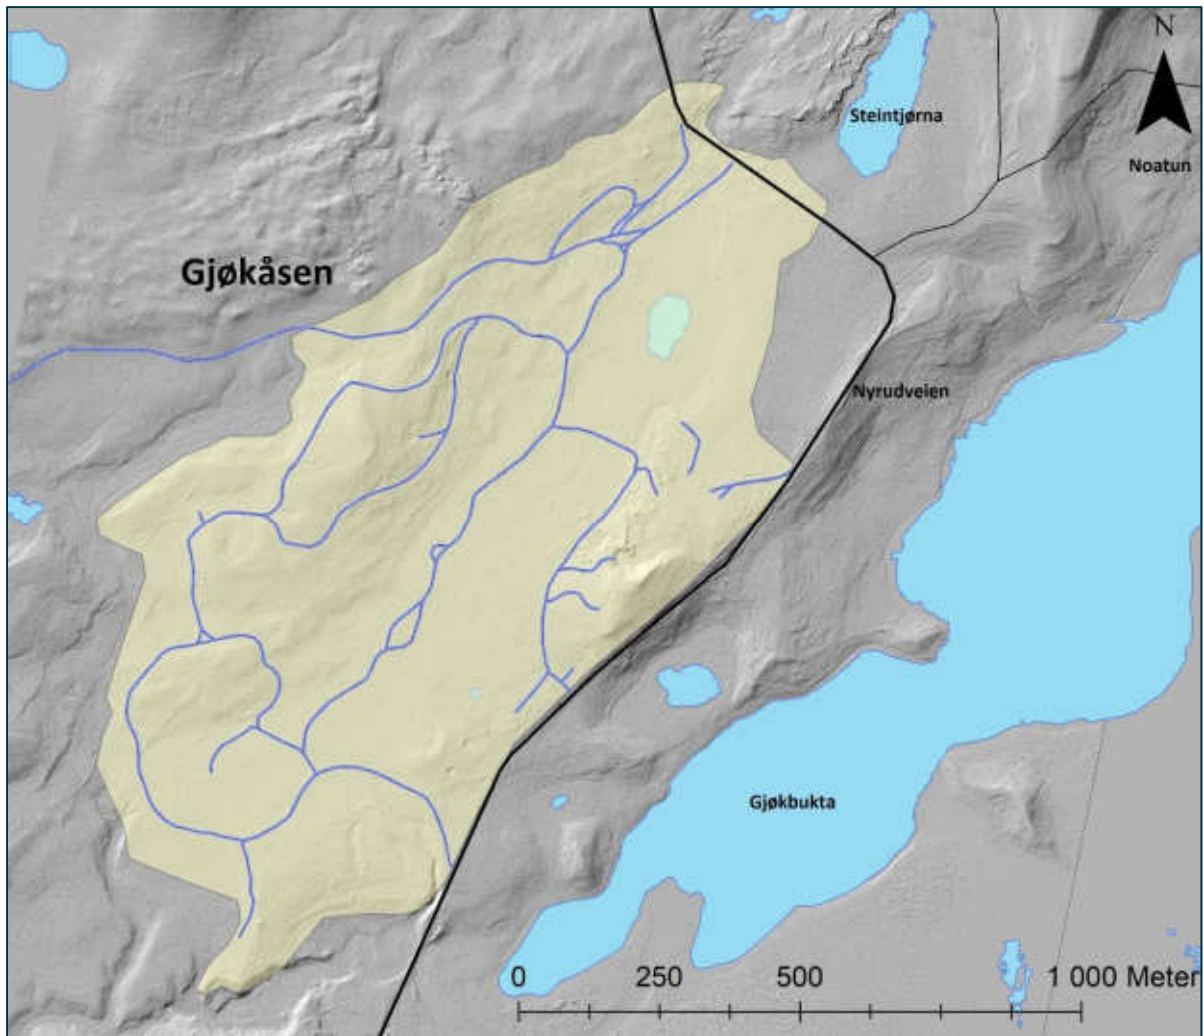 N
Steintjørna
Noatun
Gjøkåsen
Nyrudveien
Gjøkbukta
0 250 500 1 000 Meter